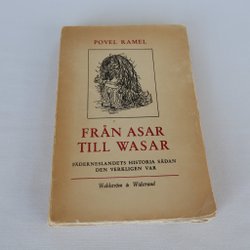 POVEL RAMEL
FRÅN ASAR
TILL WASAR
FÄDERNESLANDETS HISTORIA SÅDAN
DEN VERKLIGEN VAR
Wahlström & Widstrand